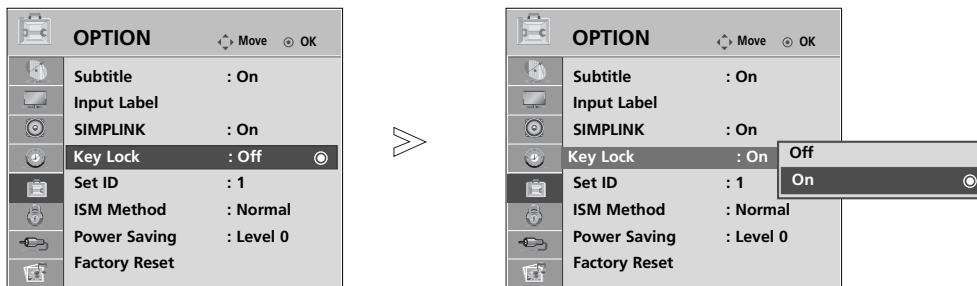 OPTION Move OK
Subtitle : On
Input Label
SIMPLINK : On
Key Lock : Off
Set ID : 1
ISM Method : Normal
Power Saving : Level 0
Factory Reset
OPTION Move OK
Subtitle : On
Input Label
SIMPLINK : On
Key Lock : On
Set ID : 1
ISM Method : Normal
Power Saving : Level 0
Factory Reset
Off
On